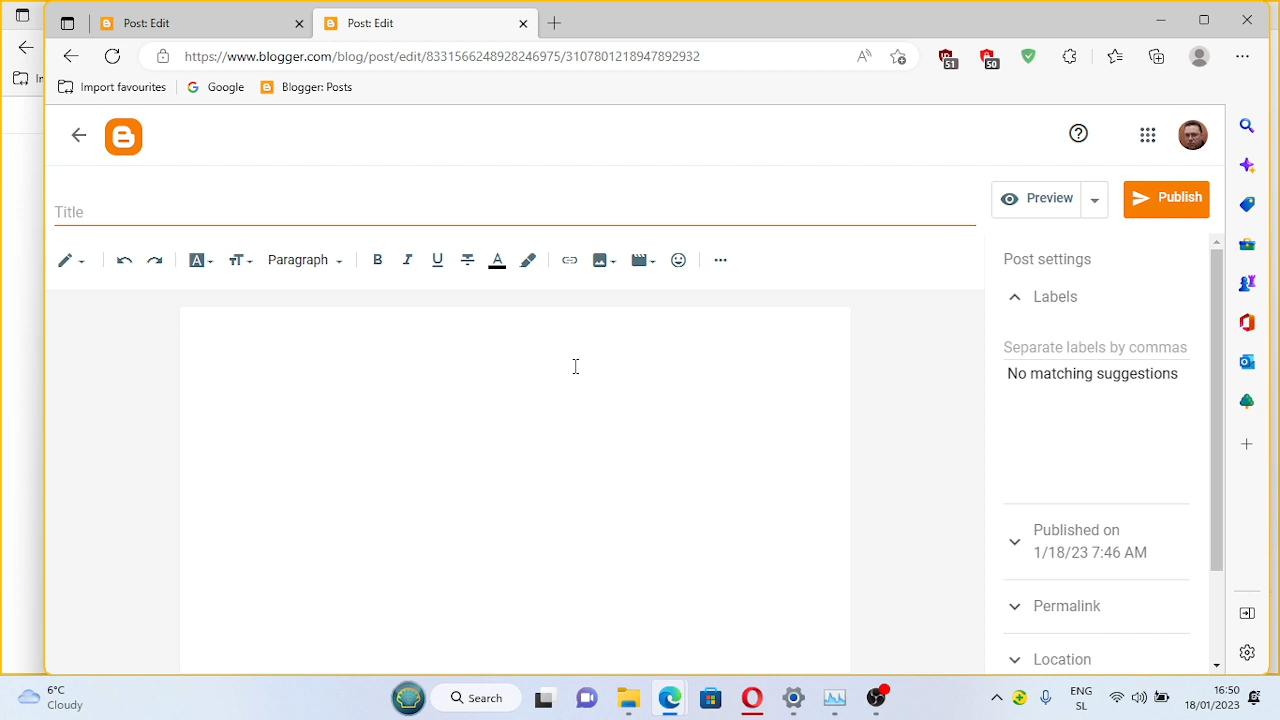 Post: Edit
Post: Edit
https://www.blogger.com/blog/post/edit/8331566248928246975/3107801218947892932
51
50
Import favourites
Google
Blogger: Posts
Title
Preview
Publish
Paragraph
Post settings
Labels
Separate labels by commas
No matching suggestions
Published on
1/18/23 7:46 AM
Permalink
Location
6°C
Cloudy
Search
ENG
SL
16:50
18/01/2023